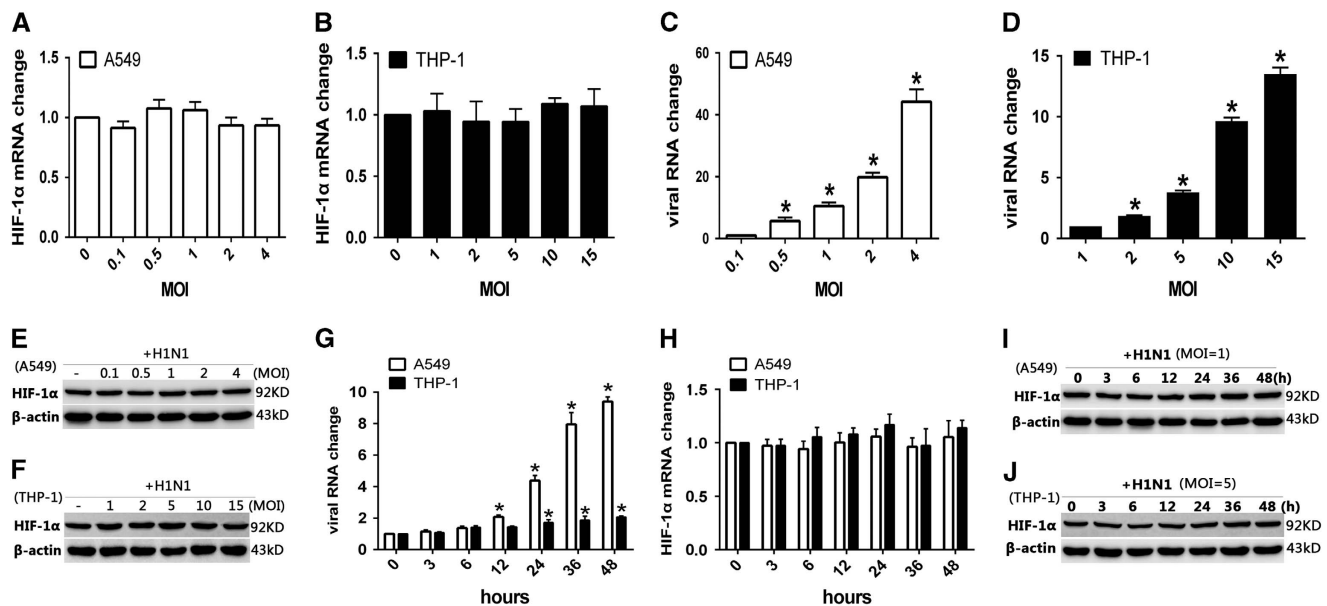 A
A549
HIF-1α mRNA change
1.5
1.0
0.5
0.0
0 0.1 0.5 1 2 4
MOI
B
THP-1
HIF-1α mRNA change
1.5
1.0
0.5
0.0
0 1 2 5 10 15
MOI
C
A549
viral RNA change
60
40
20
0
* * * *
0.1 0.5 1 2 4
MOI
D
THP-1
viral RNA change
15
10
5
0
* * * *
1 2 5 10 15
MOI
E
+H1N1
(A549) - 0.1 0.5 1 2 4 (MOI)
HIF-1α 92KD
β-actin 43kD
F
+H1N1
(THP-1) - 1 2 5 10 15 (MOI)
HIF-1α 92KD
β-actin 43kD
G
A549
THP-1
viral RNA change
10
8
6
4
2
0
* * * * * * *
0 3 6 12 24 36 48
hours
H
A549
THP-1
HIF-1α mRNA change
1.5
1.0
0.5
0.0
0 3 6 12 24 36 48
hours
I
+H1N1 (MOI=1)
(A549) 0 3 6 12 24 36 48(h)
HIF-1α 92KD
β-actin 43kD
J
+H1N1 (MOI=5)
(THP-1) 0 3 6 12 24 36 48 (h)
HIF-1α 92KD
β-actin 43kD